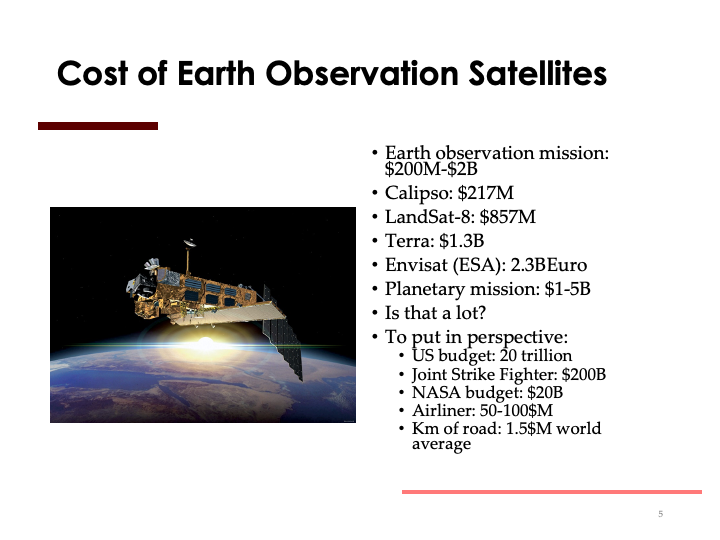 Cost of Earth Observation Satellites
• Earth observation mission:
$200M-$2B
• Calipso: $217M
• LandSat-8: $857M
• Terra: $1.3B
• Envisat (ESA): 2.3BEuro
• Planetary mission: $1-5B
• Is that a lot?
• To put in perspective:
• US budget: 20 trillion
• Joint Strike Fighter: $200B
• NASA budget: $20B
• Airliner: 50-100$M
• Km of road: 1.5$M world
average
5